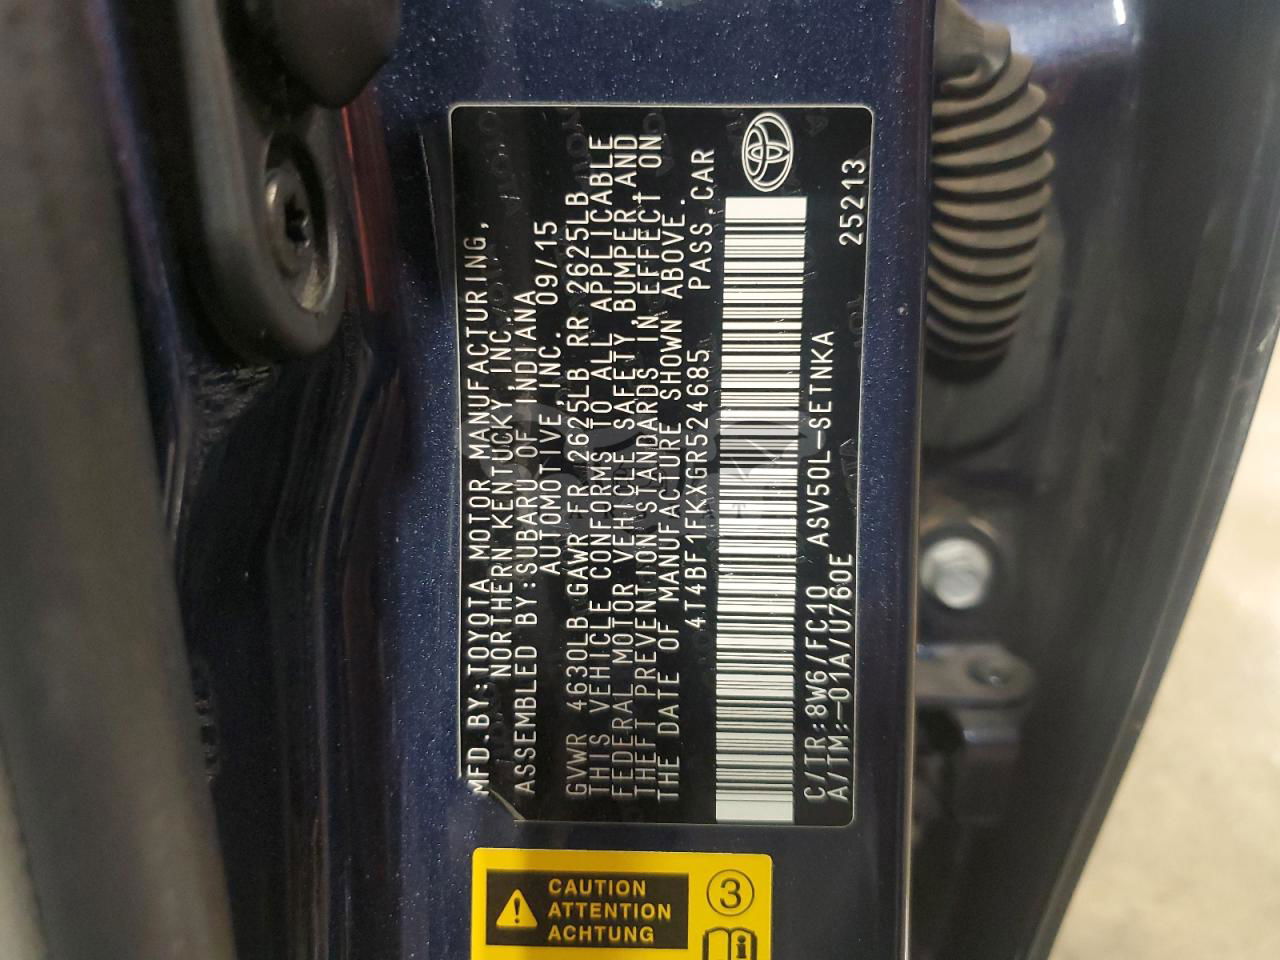 MFD.BY:TOYOTA MOTOR MANUFACTURING,
NORTHERN KENTUCKY, INC.
ASSEMBLED BY:SUBARU OF INDIANA
AUTOMOTIVE, INC. 09/15
GVWR 4630LB GAWR FR 2625LB RR 2625LB
THIS VEHICLE CONFORMS TO ALL APPLICABLE
FEDERAL MOTOR VEHICLE SAFETY, BUMPER, AND
THEFT PREVENTION STANDARDS IN EFFECT ON
THE DATE OF MANUFACTURE SHOWN ABOVE.
4T4BF1FKXGR524685 PASS.CAR
C/TR:8W6/FC10 ASV50L-SETNKA
A/TM:-01A/U760E 25213
CAUTION
ATTENTION
ACHTUNG
3